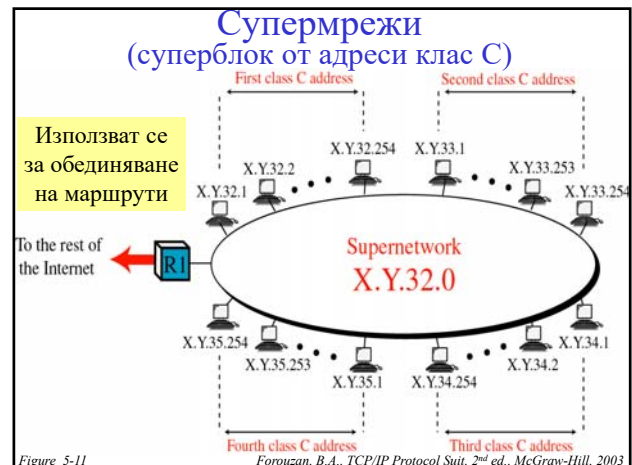 Супермрежи
(суперблок от адреси клас C)
First class C address
Second class C address
Използват се
за обединяване
на маршрути
X.Y.32.254
X.Y.33.1
X.Y.32.2
X.Y.33.253
X.Y.32.1
X.Y.33.254
To the rest of
the Internet
R1
Supernetwork
X.Y.32.0
X.Y.35.254
X.Y.35.253
X.Y.35.1
X.Y.34.254
X.Y.34.2
X.Y.34.1
Fourth class C address
Third class C address
Figure 5-11
Forouzan, B.A., TCP/IP Protocol Suit, 2nd ed., McGraw-Hill, 2003